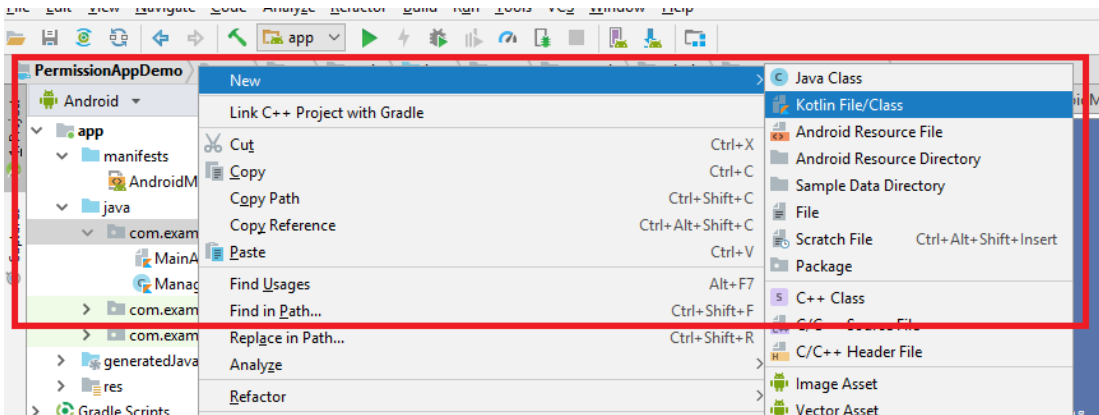 File Edit View Navigate Code Analyze Refactor Build Run Tools VCS Window Help
app
PermissionAppDemo
Android
app
manifests
AndroidM
java
com.exam
MainA
Manag
com.exam
com.exam
generatedJava
res
Gradle Scripts
New
Link C++ Project with Gradle
Cut Ctrl+X
Copy Ctrl+C
Copy Path Ctrl+Shift+C
Copy Reference Ctrl+Alt+Shift+C
Paste Ctrl+V
Find Usages Alt+F7
Find in Path... Ctrl+Shift+F
Replace in Path... Ctrl+Shift+R
Analyze
Refactor
Java Class
Kotlin File/Class
Android Resource File
Android Resource Directory
Sample Data Directory
File
Scratch File Ctrl+Alt+Shift+Insert
Package
C++ Class
C/C++ Source File
C/C++ Header File
Image Asset
Vector Asset